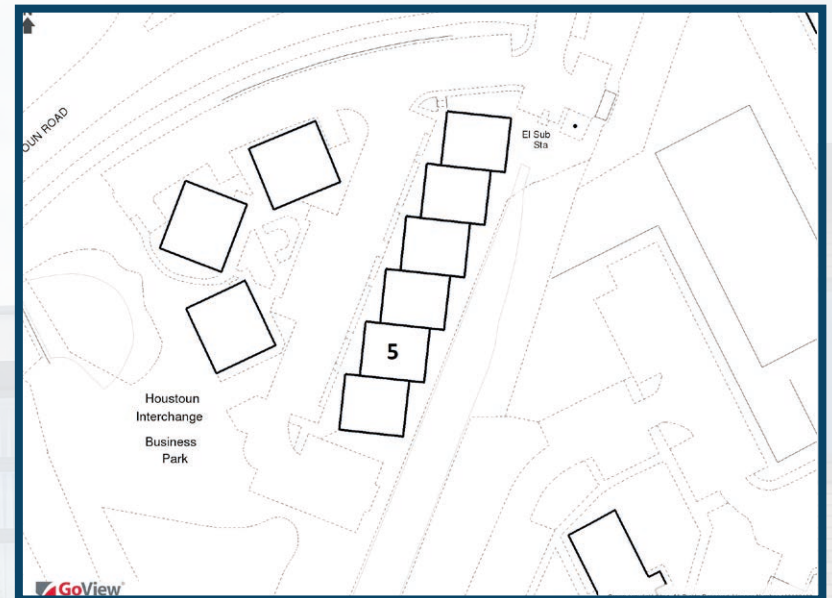 OUN ROAD
El Sub
Sta
5
Houstoun
Interchange
Business
Park
GoView